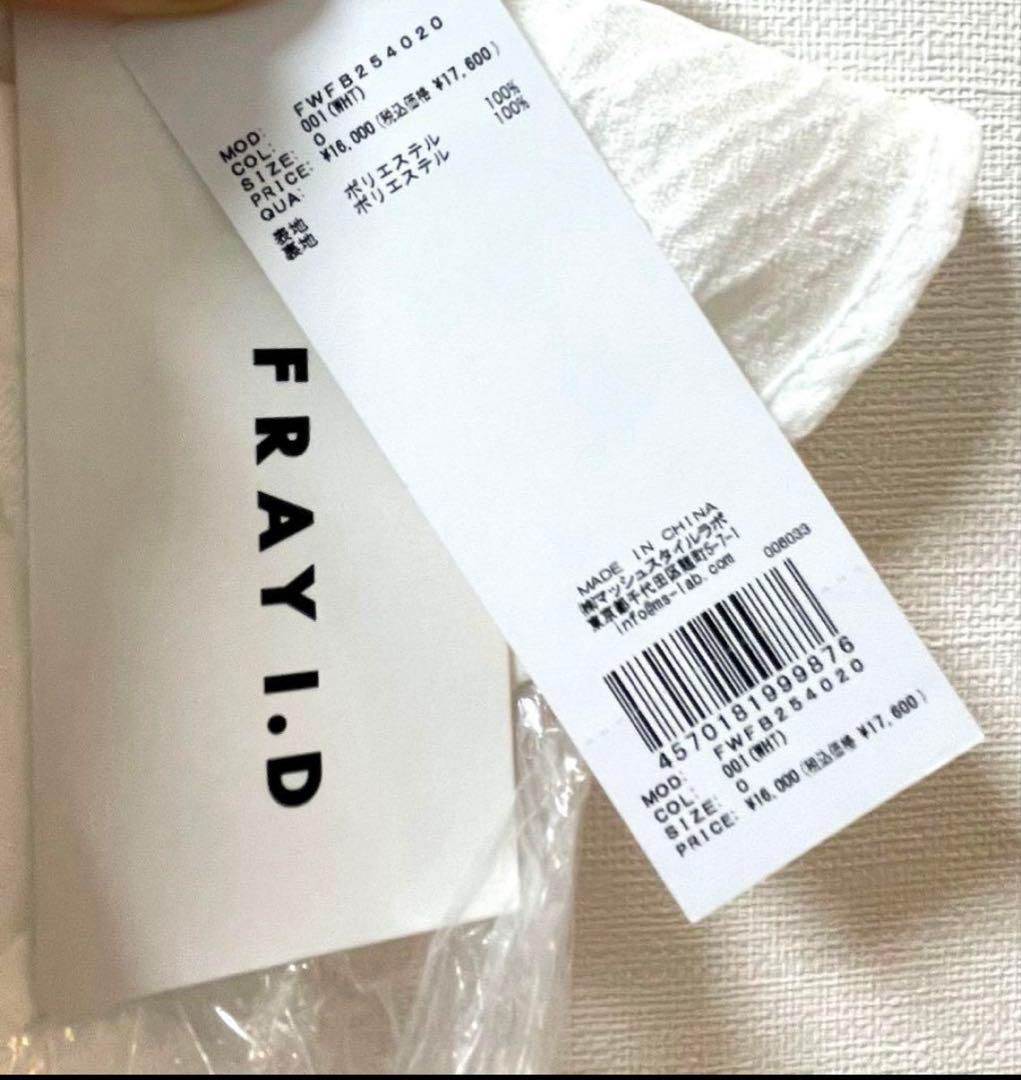 FRAY I.D
MOD: FWFB254020
COL: 001(WHT)
SIZE: 0
PRICE: ¥16,000(税込価格 ¥17,600)
QUA:
表地 ポリエステル 100%
裏地 ポリエステル 100%
MADE IN CHINA
㈱マッシュスタイルラボ
東京都千代田区麹町5-7-1
info@ms-lab.com 008033
4570181999876
MOD: FWFB254020
COL: 001(WHT)
SIZE: 0
PRICE: ¥16,000(税込価格 ¥17,600)